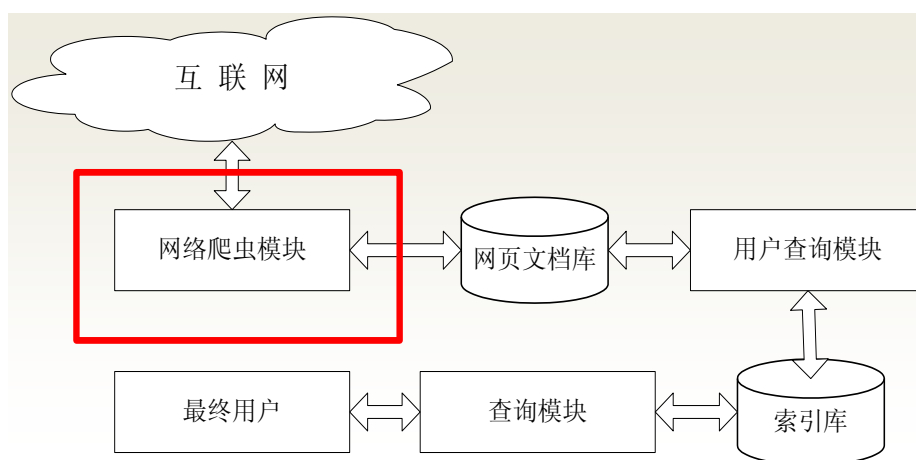 互 联 网
网络爬虫模块
网页文档库
用户查询模块
最终用户
查询模块
索引库